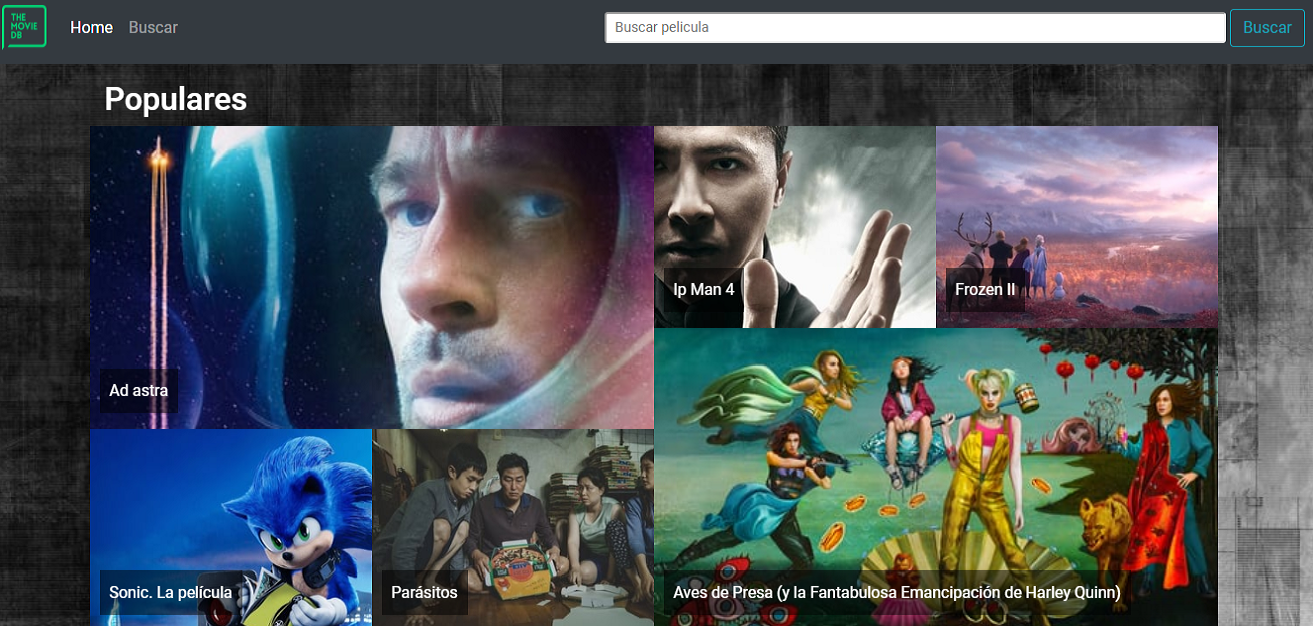 THE
MOVIE
DB
Home Buscar
Buscar pelicula
Buscar
Populares
Ad astra
Ip Man 4
Frozen II
Sonic. La película
Parásitos
Aves de Presa (y la Fantabulosa Emancipación de Harley Quinn)